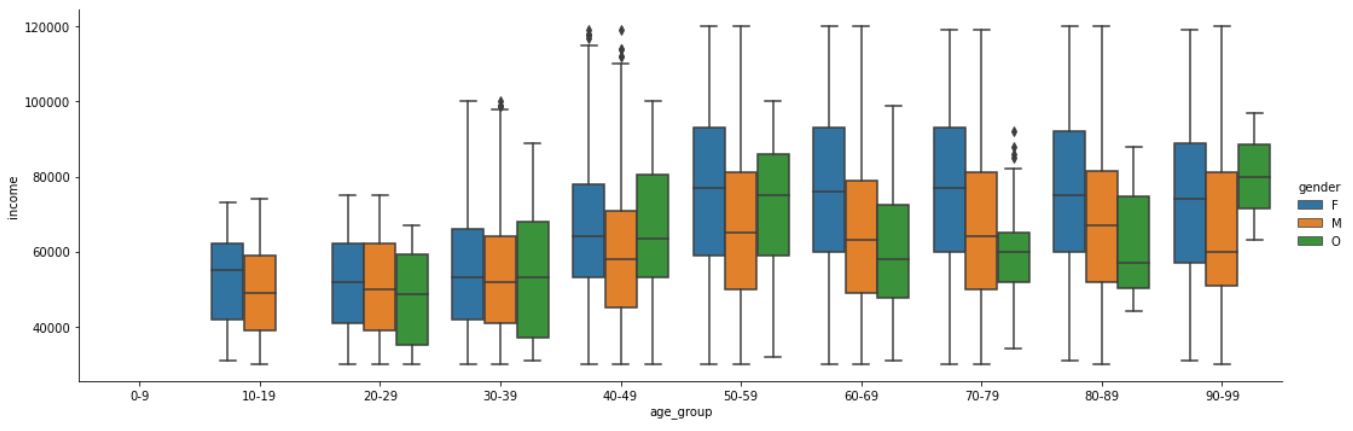 120000
100000
80000
60000
40000
income
0-9 10-19 20-29 30-39 40-49 50-59 60-69 70-79 80-89 90-99
age_group
gender
F
M
O